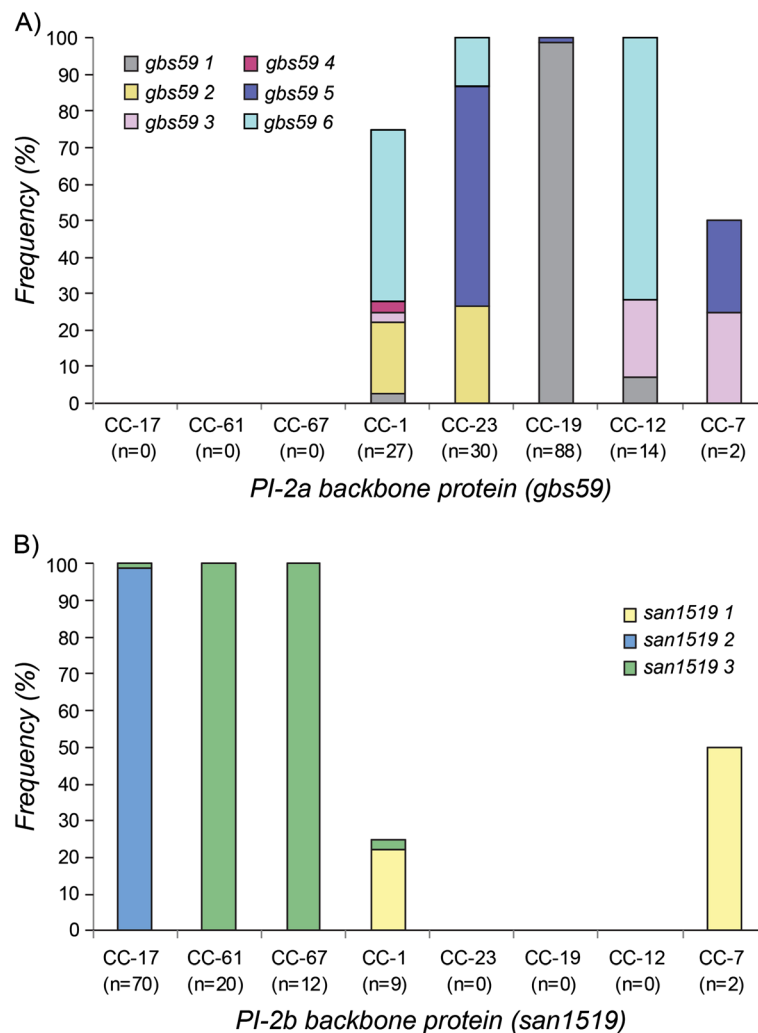 A)
100
90
80
70
60
50
40
30
20
10
0
Frequency (%)
gbs59 1
gbs59 2
gbs59 3
gbs59 4
gbs59 5
gbs59 6
CC-17 CC-61 CC-67 CC-1 CC-23 CC-19 CC-12 CC-7
(n=0) (n=0) (n=0) (n=27) (n=30) (n=88) (n=14) (n=2)
PI-2a backbone protein (gbs59)
B)
100
90
80
70
60
50
40
30
20
10
0
Frequency (%)
san1519 1
san1519 2
san1519 3
CC-17 CC-61 CC-67 CC-1 CC-23 CC-19 CC-12 CC-7
(n=70) (n=20) (n=12) (n=9) (n=0) (n=0) (n=0) (n=2)
PI-2b backbone protein (san1519)